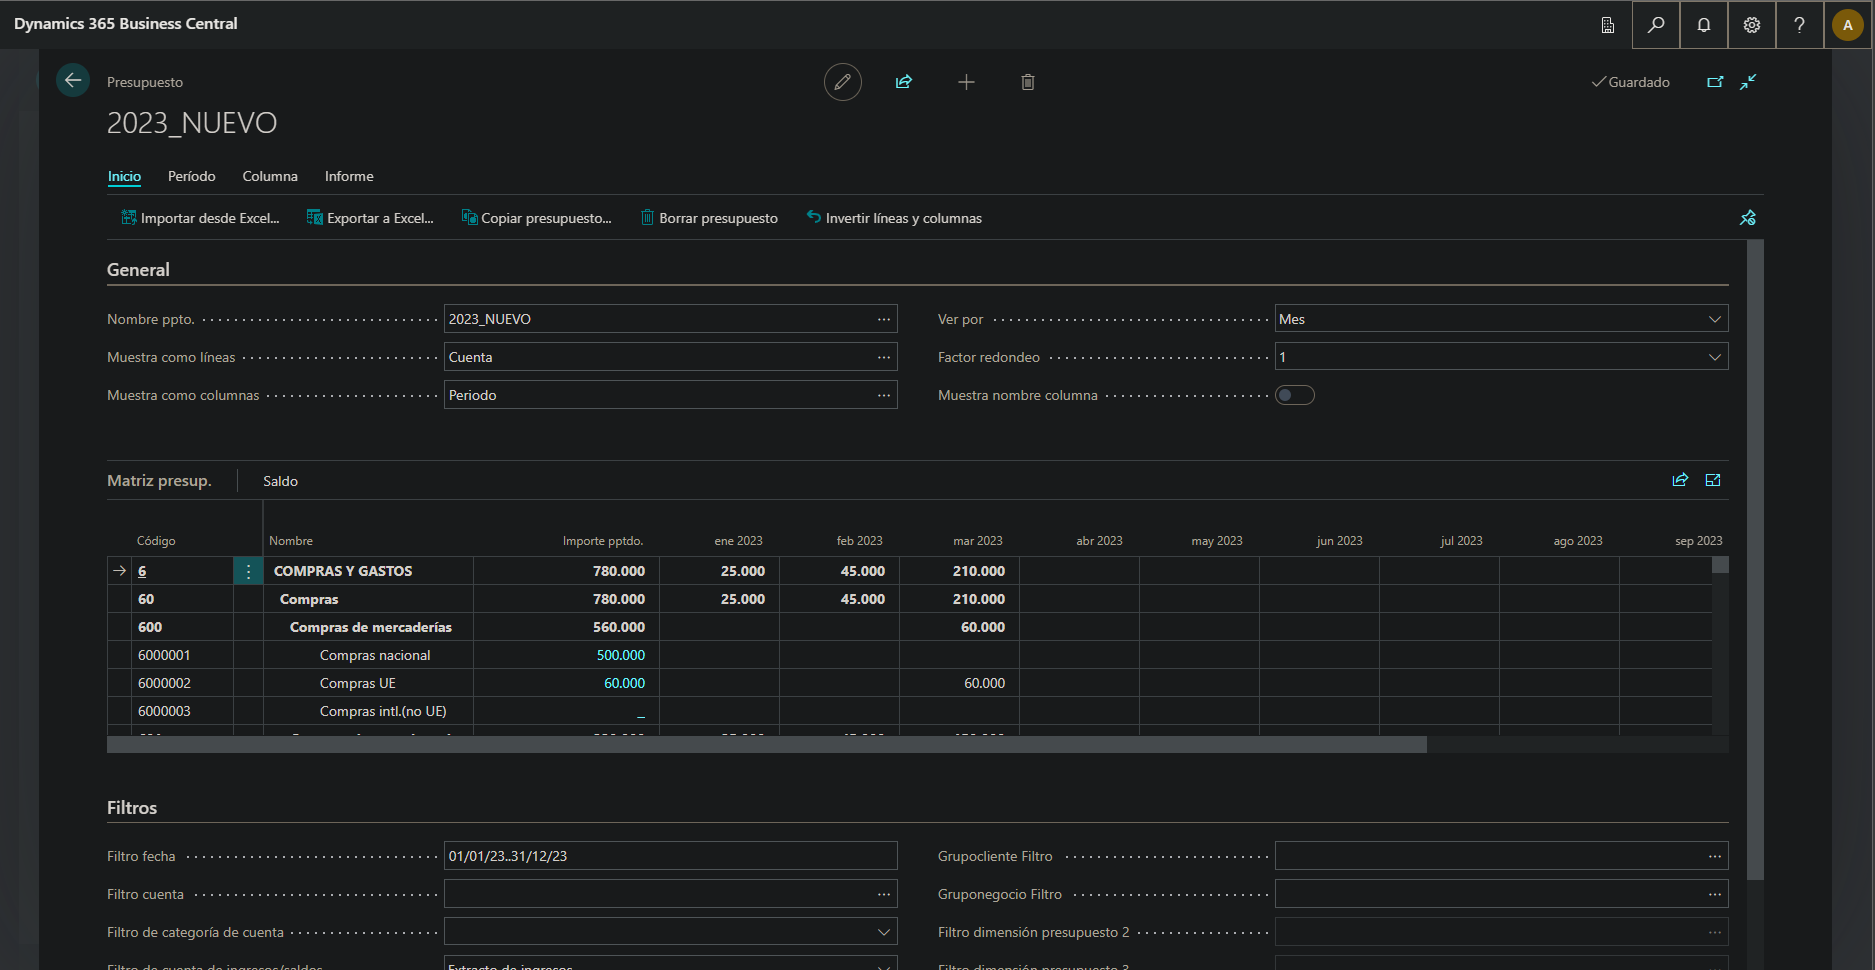 Dynamics 365 Business Central
A
Presupuesto
Guardado
2023_NUEVO
Inicio Período Columna Informe
Importar desde Excel... Exportar a Excel... Copiar presupuesto... Borrar presupuesto Invertir líneas y columnas
General
Nombre ppto. 2023_NUEVO Ver por Mes
Muestra como líneas Cuenta Factor redondeo 1
Muestra como columnas Periodo Muestra nombre columna
Matriz presup. Saldo
Código Nombre Importe pptdo. ene 2023 feb 2023 mar 2023 abr 2023 may 2023 jun 2023 jul 2023 ago 2023 sep 2023
6 COMPRAS Y GASTOS 780.000 25.000 45.000 210.000
60 Compras 780.000 25.000 45.000 210.000
600 Compras de mercaderías 560.000 60.000
6000001 Compras nacional 500.000
6000002 Compras UE 60.000 60.000
6000003 Compras intl.(no UE) _
Filtros
Filtro fecha 01/01/23..31/12/23 Grupocliente Filtro
Filtro cuenta Gruponegocio Filtro
Filtro de categoría de cuenta Filtro dimensión presupuesto 2
Filtro de cuenta de ingresos/saldos Extracto de ingresos Filtro dimensión presupuesto 3